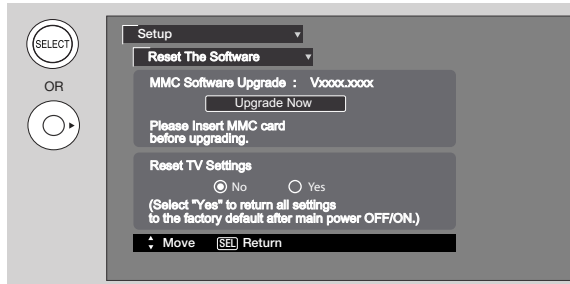 SELECT
OR
Setup
Reset The Software
MMC Software Upgrade : Vxxxx.xxxx
Upgrade Now
Please Insert MMC card
before upgrading.
Reset TV Settings
No Yes
(Select "Yes" to return all settings
to the factory default after main power OFF/ON.)
Move SEL Return